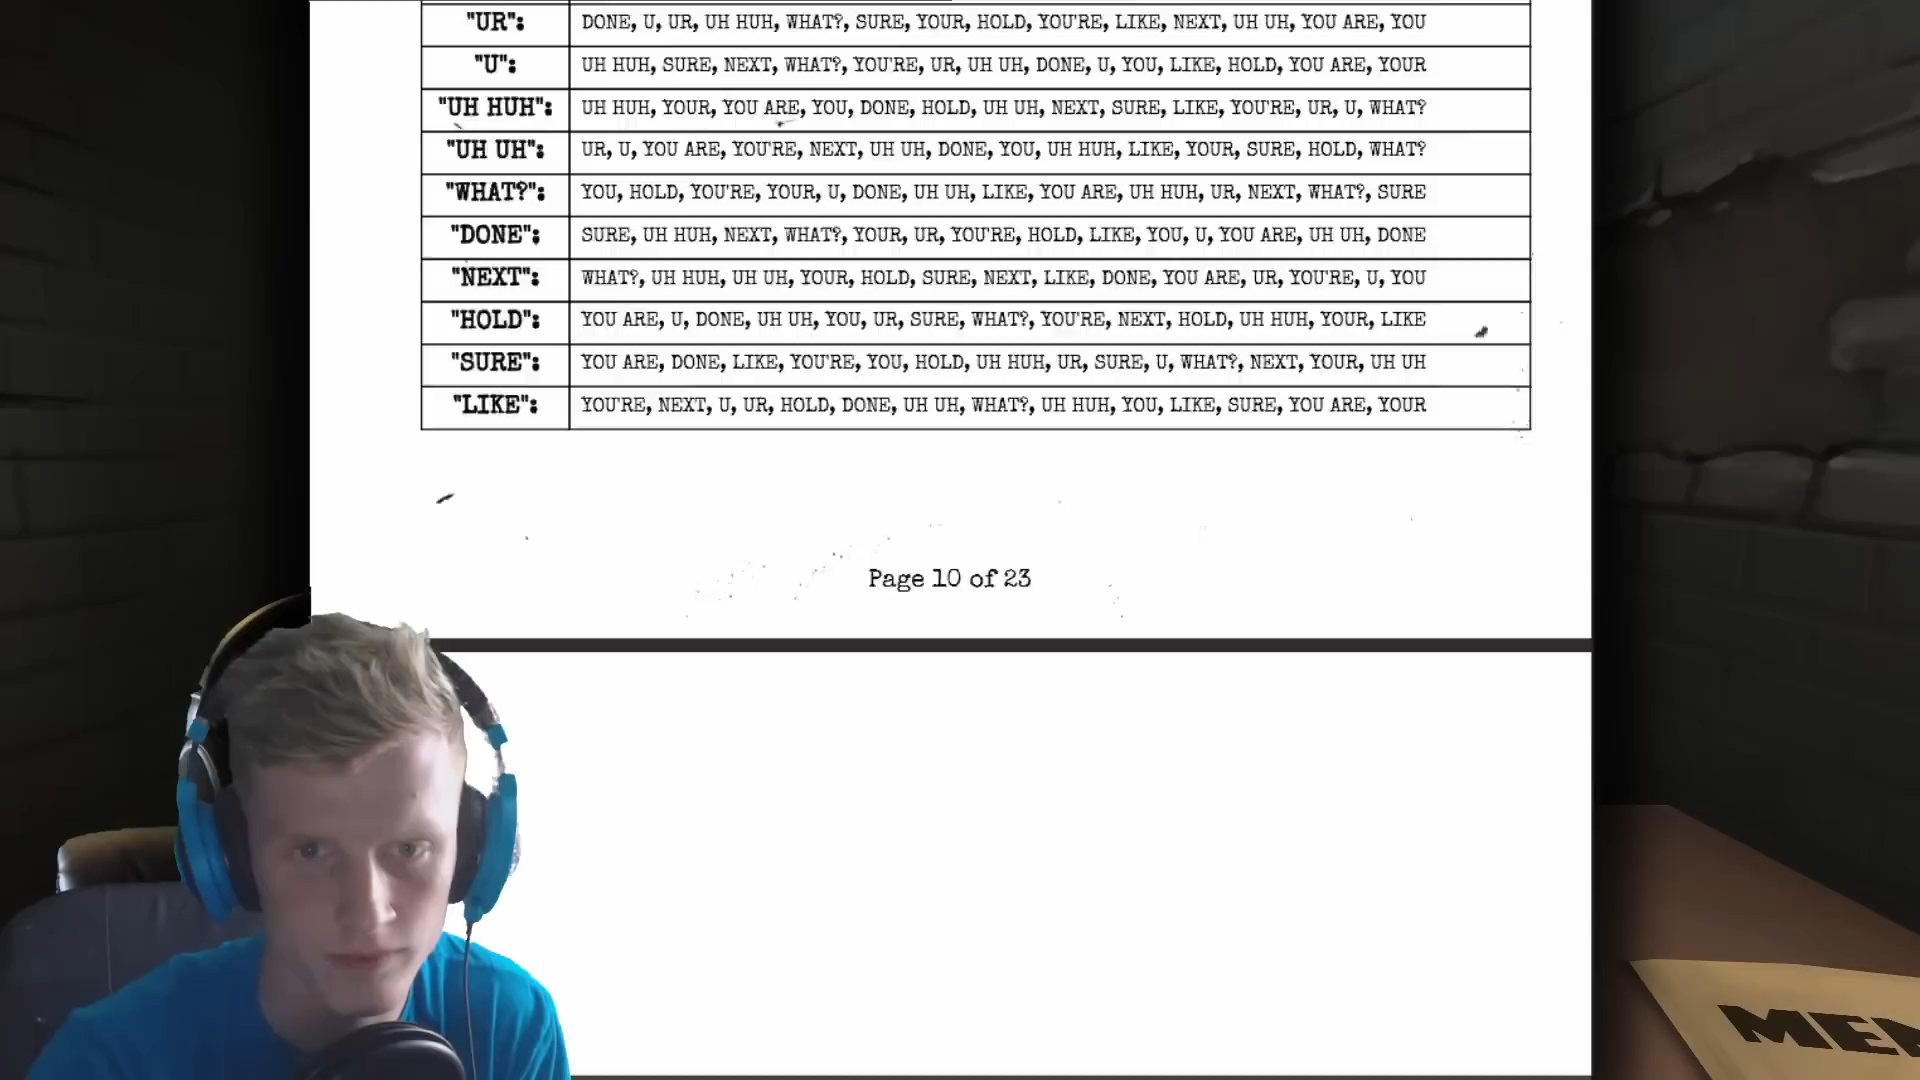 "UR": DONE, U, UR, UH HUH, WHAT?, SURE, YOUR, HOLD, YOU'RE, LIKE, NEXT, UH UH, YOU ARE, YOU
"U": UH HUH, SURE, NEXT, WHAT?, YOU'RE, UR, UH UH, DONE, U, YOU, LIKE, HOLD, YOU ARE, YOUR
"UH HUH": UH HUH, YOUR, YOU ARE, YOU, DONE, HOLD, UH UH, NEXT, SURE, LIKE, YOU'RE, UR, U, WHAT?
"UH UH": UR, U, YOU ARE, YOU'RE, NEXT, UH UH, DONE, YOU, UH HUH, LIKE, YOUR, SURE, HOLD, WHAT?
"WHAT?": YOU, HOLD, YOU'RE, YOUR, U, DONE, UH UH, LIKE, YOU ARE, UH HUH, UR, NEXT, WHAT?, SURE
"DONE": SURE, UH HUH, NEXT, WHAT?, YOUR, UR, YOU'RE, HOLD, LIKE, YOU, U, YOU ARE, UH UH, DONE
"NEXT": WHAT?, UH HUH, UH UH, YOUR, HOLD, SURE, NEXT, LIKE, DONE, YOU ARE, UR, YOU'RE, U, YOU
"HOLD": YOU ARE, U, DONE, UH UH, YOU, UR, SURE, WHAT?, YOU'RE, NEXT, HOLD, UH HUH, YOUR, LIKE
"SURE": YOU ARE, DONE, LIKE, YOU'RE, YOU, HOLD, UH HUH, UR, SURE, U, WHAT?, NEXT, YOUR, UH UH
"LIKE": YOU'RE, NEXT, U, UR, HOLD, DONE, UH UH, WHAT?, UH HUH, YOU, LIKE, SURE, YOU ARE, YOUR
Page 10 of 23